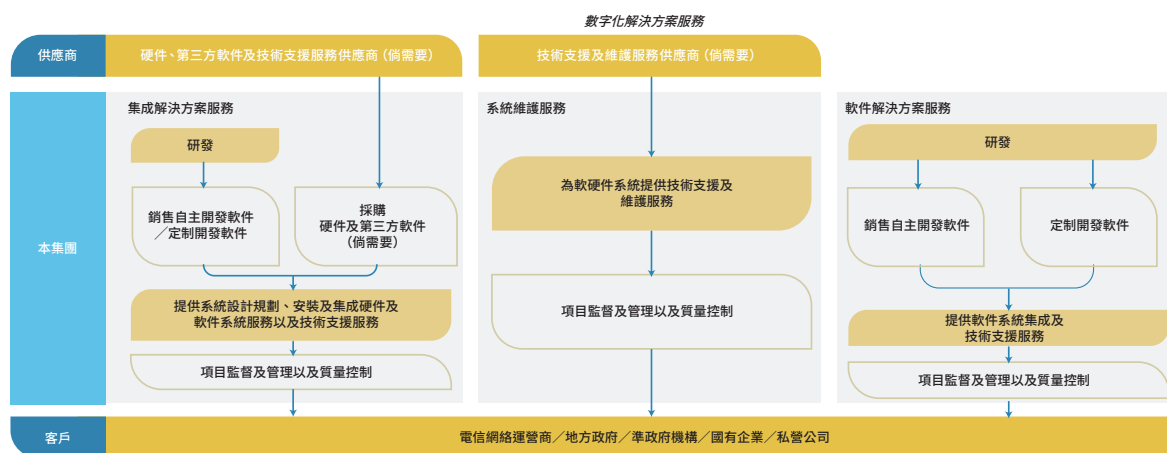 數字化解決方案服務
供應商
硬件、第三方軟件及技術支援服務供應商（倘需要）
技術支援及維護服務供應商（倘需要）
本集團
集成解決方案服務
研發
銷售自主開發軟件
／定制開發軟件
採購
硬件及第三方軟件
（倘需要）
提供系統設計規劃、安裝及集成硬件及
軟件系統服務以及技術支援服務
項目監督及管理以及質量控制
系統維護服務
為軟硬件系統提供技術支援及
維護服務
項目監督及管理以及質量控制
軟件解決方案服務
研發
銷售自主開發軟件
定制開發軟件
提供軟件系統集成及
技術支援服務
項目監督及管理以及質量控制
客戶
電信網絡運營商／地方政府／準政府機構／國有企業／私營公司